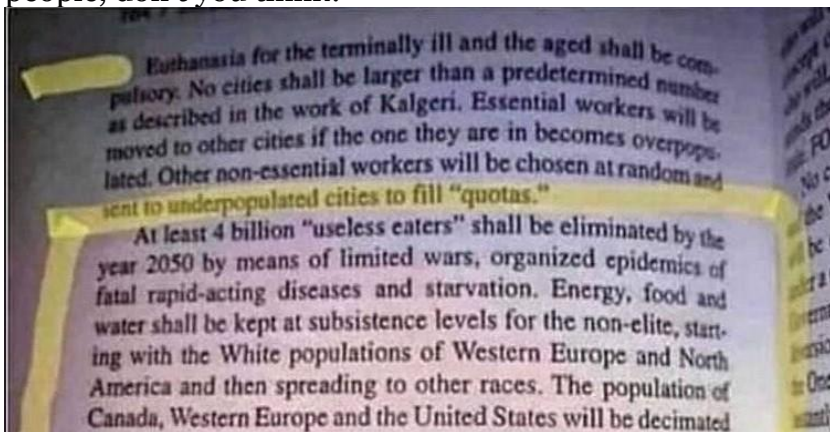 people, don't you think.
Euthanasia for the terminally ill and the aged shall be com-
pulsory. No cities shall be larger than a predetermined number
as described in the work of Kalgeri. Essential workers will be
moved to other cities if the one they are in becomes overpopu-
lated. Other non-essential workers will be chosen at random and
sent to underpopulated cities to fill "quotas."
At least 4 billion "useless eaters" shall be eliminated by the
year 2050 by means of limited wars, organized epidemics of
fatal rapid-acting diseases and starvation. Energy, food and
water shall be kept at subsistence levels for the non-elite, start-
ing with the White populations of Western Europe and North
America and then spreading to other races. The population of
Canada, Western Europe and the United States will be decimated